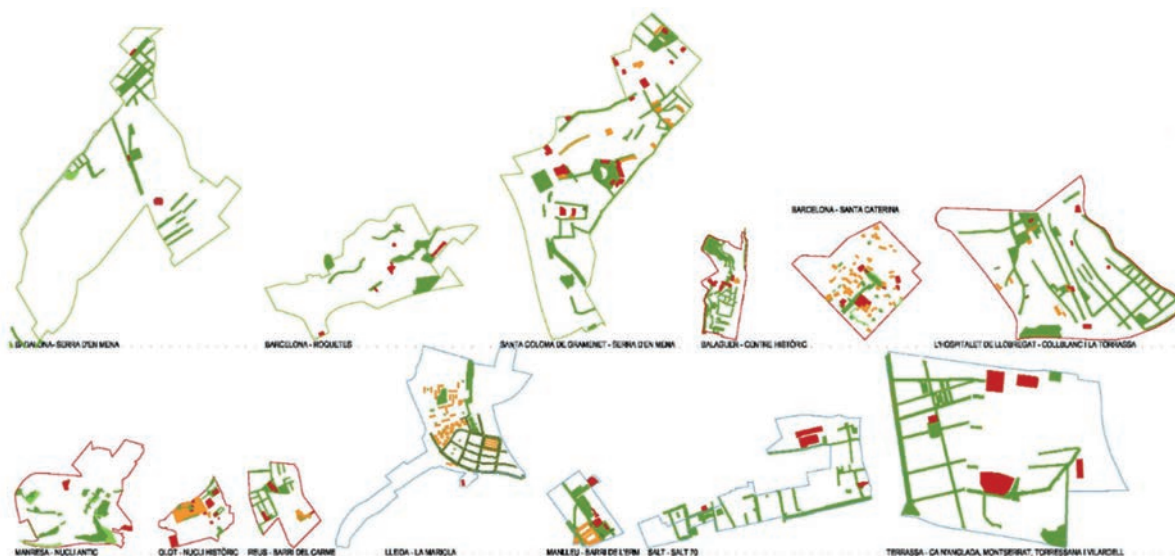 BADALONA - SERRA D'EN MENA
BARCELONA - ROQUETES
SANTA COLOMA DE GRAMENET - SERRA D'EN MENA
BALAGUER - CENTRE HISTÒRIC
BARCELONA - SANTA CATERINA
L'HOSPITALET DE LLOBREGAT - COLLBLANC I LA TORRASSA
MANRESA - NUCLI ANTIC
OLOT - NUCLI HISTÒRIC
REUS - BARRI DEL CARME
LLEIDA - LA MARIOLA
MANLLEU - BARRI DE L'ERM
SALT - SALT 70
TERRASSA - CA N'ANGLADA, MONTSERRAT, TORRESSANA I VILARDELL